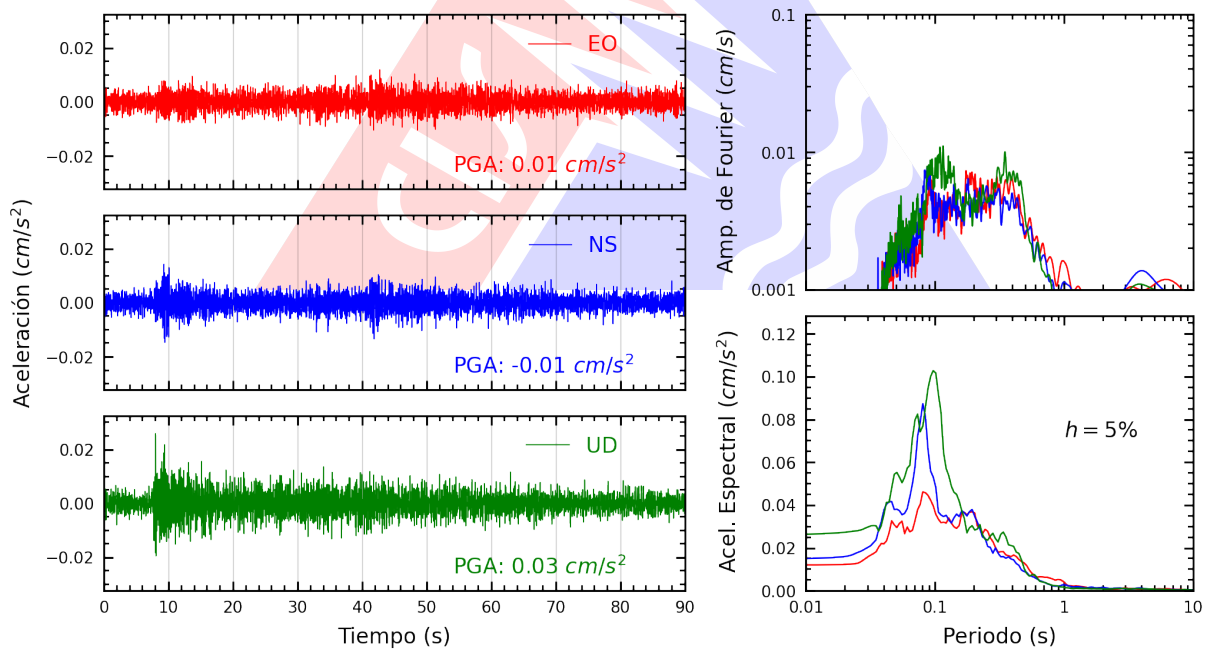 Aceleración (cm/s²)
0.02
0.00
−0.02
EO
PGA: 0.01 cm/s²
0.02
0.00
−0.02
NS
PGA: -0.01 cm/s²
0.02
0.00
−0.02
UD
PGA: 0.03 cm/s²
0 10 20 30 40 50 60 70 80 90
Tiempo (s)
Amp. de Fourier (cm/s)
0.1
0.01
0.001
Acel. Espectral (cm/s²)
0.12
0.10
0.08
0.06
0.04
0.02
0.00
h = 5%
0.01 0.1 1 10
Periodo (s)